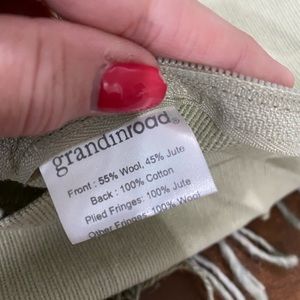 grandinroad®
Front : 55% Wool, 45% Jute
Back : 100% Cotton
Plied Fringes: 100% Jute
Other Fringes: 100% Wool